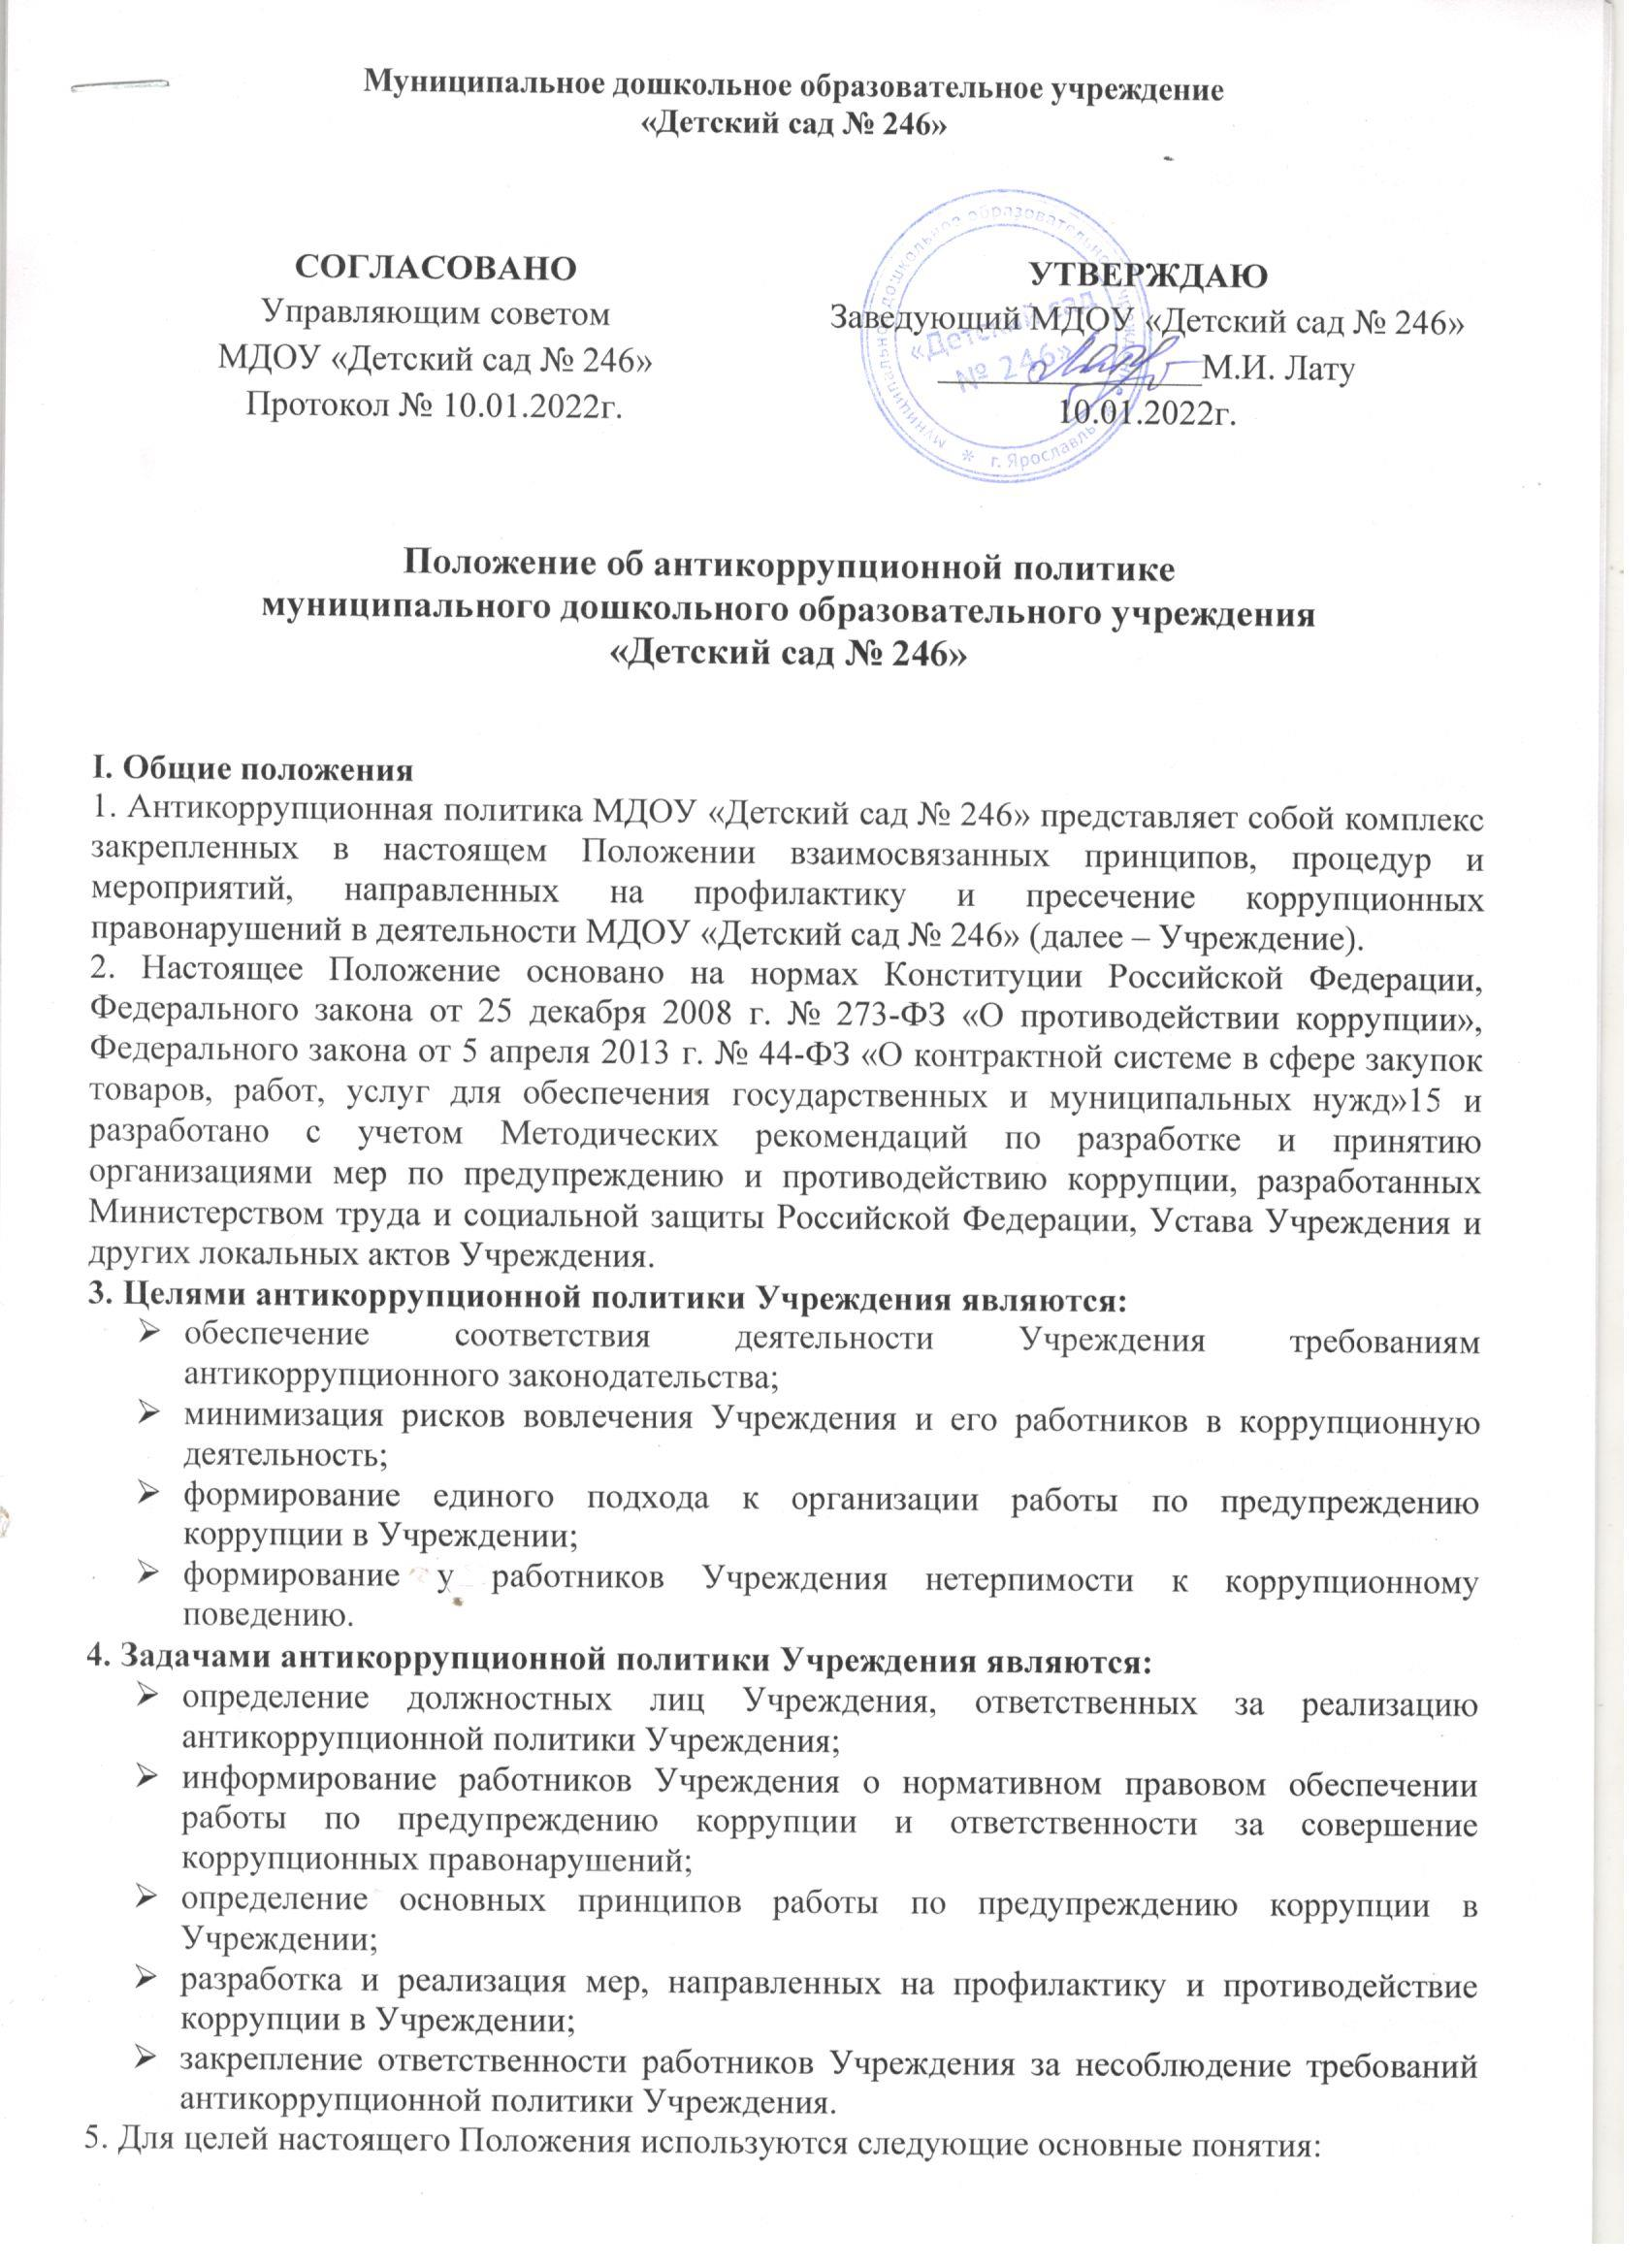 Муниципальное дошкольное образовательное учреждение
«Детский сад № 246»
СОГЛАСОВАНО
Управляющим советом
МДОУ «Детский сад № 246»
Протокол № 10.01.2022г.
УТВЕРЖДАЮ
Заведующий МДОУ «Детский сад № 246»
М.И. Лату
10.01.2022г.
муниципальное дошкольное образовательное учреждение
«Детский сад
№ 246»
г. Ярославль
Положение об антикоррупционной политике
муниципального дошкольного образовательного учреждения
«Детский сад № 246»
I. Общие положения
1. Антикоррупционная политика МДОУ «Детский сад № 246» представляет собой комплекс
закрепленных в настоящем Положении взаимосвязанных принципов, процедур и
мероприятий, направленных на профилактику и пресечение коррупционных
правонарушений в деятельности МДОУ «Детский сад № 246» (далее – Учреждение).
2. Настоящее Положение основано на нормах Конституции Российской Федерации,
Федерального закона от 25 декабря 2008 г. № 273-ФЗ «О противодействии коррупции»,
Федерального закона от 5 апреля 2013 г. № 44-ФЗ «О контрактной системе в сфере закупок
товаров, работ, услуг для обеспечения государственных и муниципальных нужд»15 и
разработано с учетом Методических рекомендаций по разработке и принятию
организациями мер по предупреждению и противодействию коррупции, разработанных
Министерством труда и социальной защиты Российской Федерации, Устава Учреждения и
других локальных актов Учреждения.
3. Целями антикоррупционной политики Учреждения являются:
➢ обеспечение соответствия деятельности Учреждения требованиям
антикоррупционного законодательства;
➢ минимизация рисков вовлечения Учреждения и его работников в коррупционную
деятельность;
➢ формирование единого подхода к организации работы по предупреждению
коррупции в Учреждении;
➢ формирование у работников Учреждения нетерпимости к коррупционному
поведению.
4. Задачами антикоррупционной политики Учреждения являются:
➢ определение должностных лиц Учреждения, ответственных за реализацию
антикоррупционной политики Учреждения;
➢ информирование работников Учреждения о нормативном правовом обеспечении
работы по предупреждению коррупции и ответственности за совершение
коррупционных правонарушений;
➢ определение основных принципов работы по предупреждению коррупции в
Учреждении;
➢ разработка и реализация мер, направленных на профилактику и противодействие
коррупции в Учреждении;
➢ закрепление ответственности работников Учреждения за несоблюдение требований
антикоррупционной политики Учреждения.
5. Для целей настоящего Положения используются следующие основные понятия: